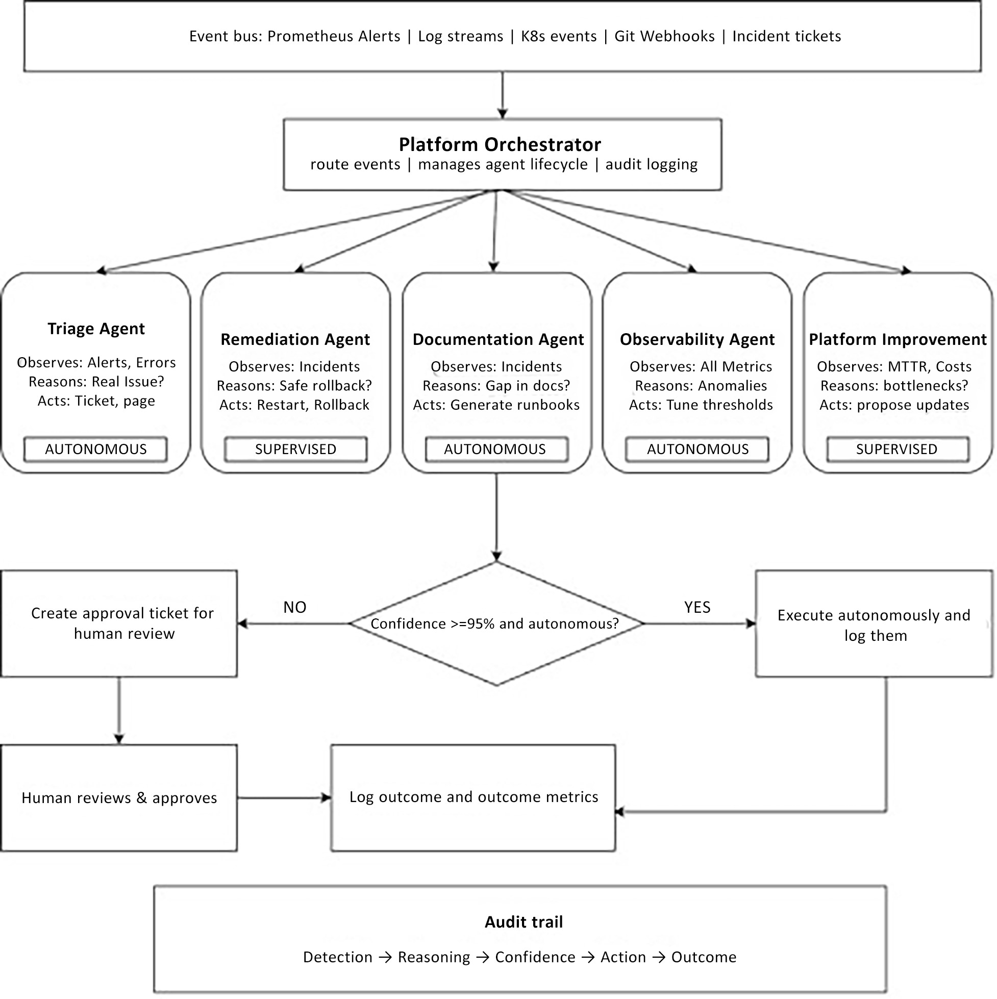 Event bus: Prometheus Alerts | Log streams | K8s events | Git Webhooks | Incident tickets
Platform Orchestrator
route events | manages agent lifecycle | audit logging
Triage Agent
Observes: Alerts, Errors
Reasons: Real Issue?
Acts: Ticket, page
AUTONOMOUS
Remediation Agent
Observes: Incidents
Reasons: Safe rollback?
Acts: Restart, Rollback
SUPERVISED
Documentation Agent
Observes: Incidents
Reasons: Gap in docs?
Acts: Generate runbooks
AUTONOMOUS
Observability Agent
Observes: All Metrics
Reasons: Anomalies
Acts: Tune thresholds
AUTONOMOUS
Platform Improvement
Observes: MTTR, Costs
Reasons: bottlenecks?
Acts: propose updates
SUPERVISED
Create approval ticket for
human review
NO
Confidence >=95% and autonomous?
YES
Execute autonomously and
log them
Human reviews & approves
Log outcome and outcome metrics
Audit trail
Detection → Reasoning → Confidence → Action → Outcome